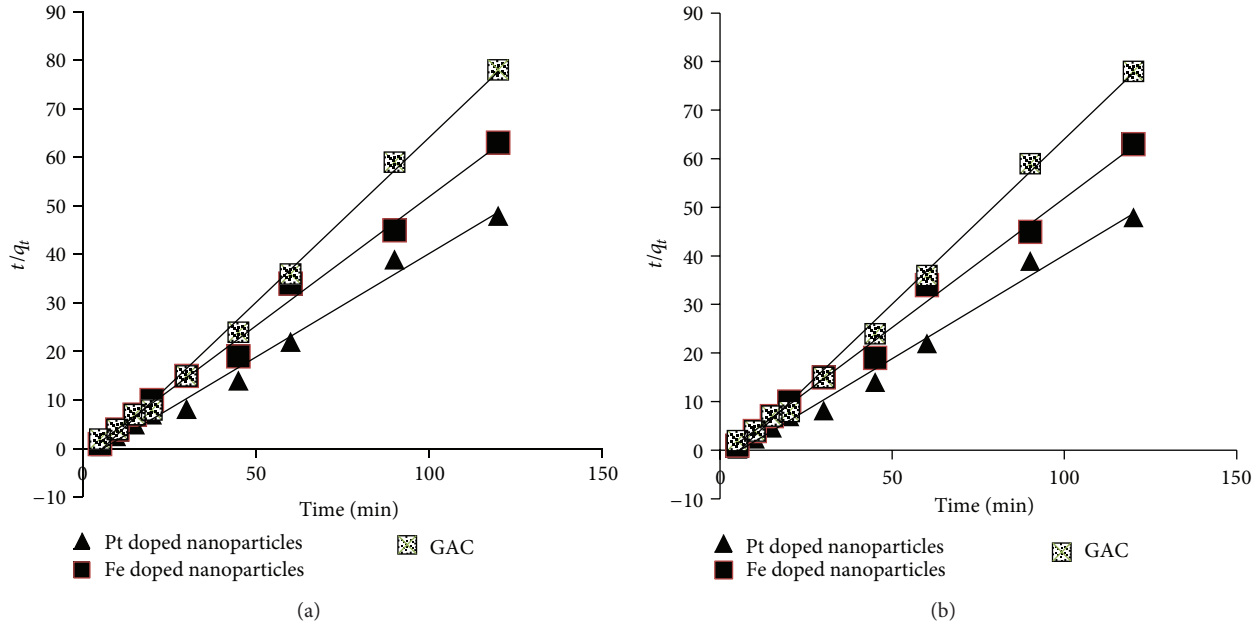 90
80
70
60
50
40
30
20
10
0
−10
t/qt
0
50
100
150
Time (min)
Pt doped nanoparticles
Fe doped nanoparticles
GAC
(a)
90
80
70
60
50
40
30
20
10
0
−10
t/qt
0
50
100
150
Time (min)
Pt doped nanoparticles
Fe doped nanoparticles
GAC
(b)